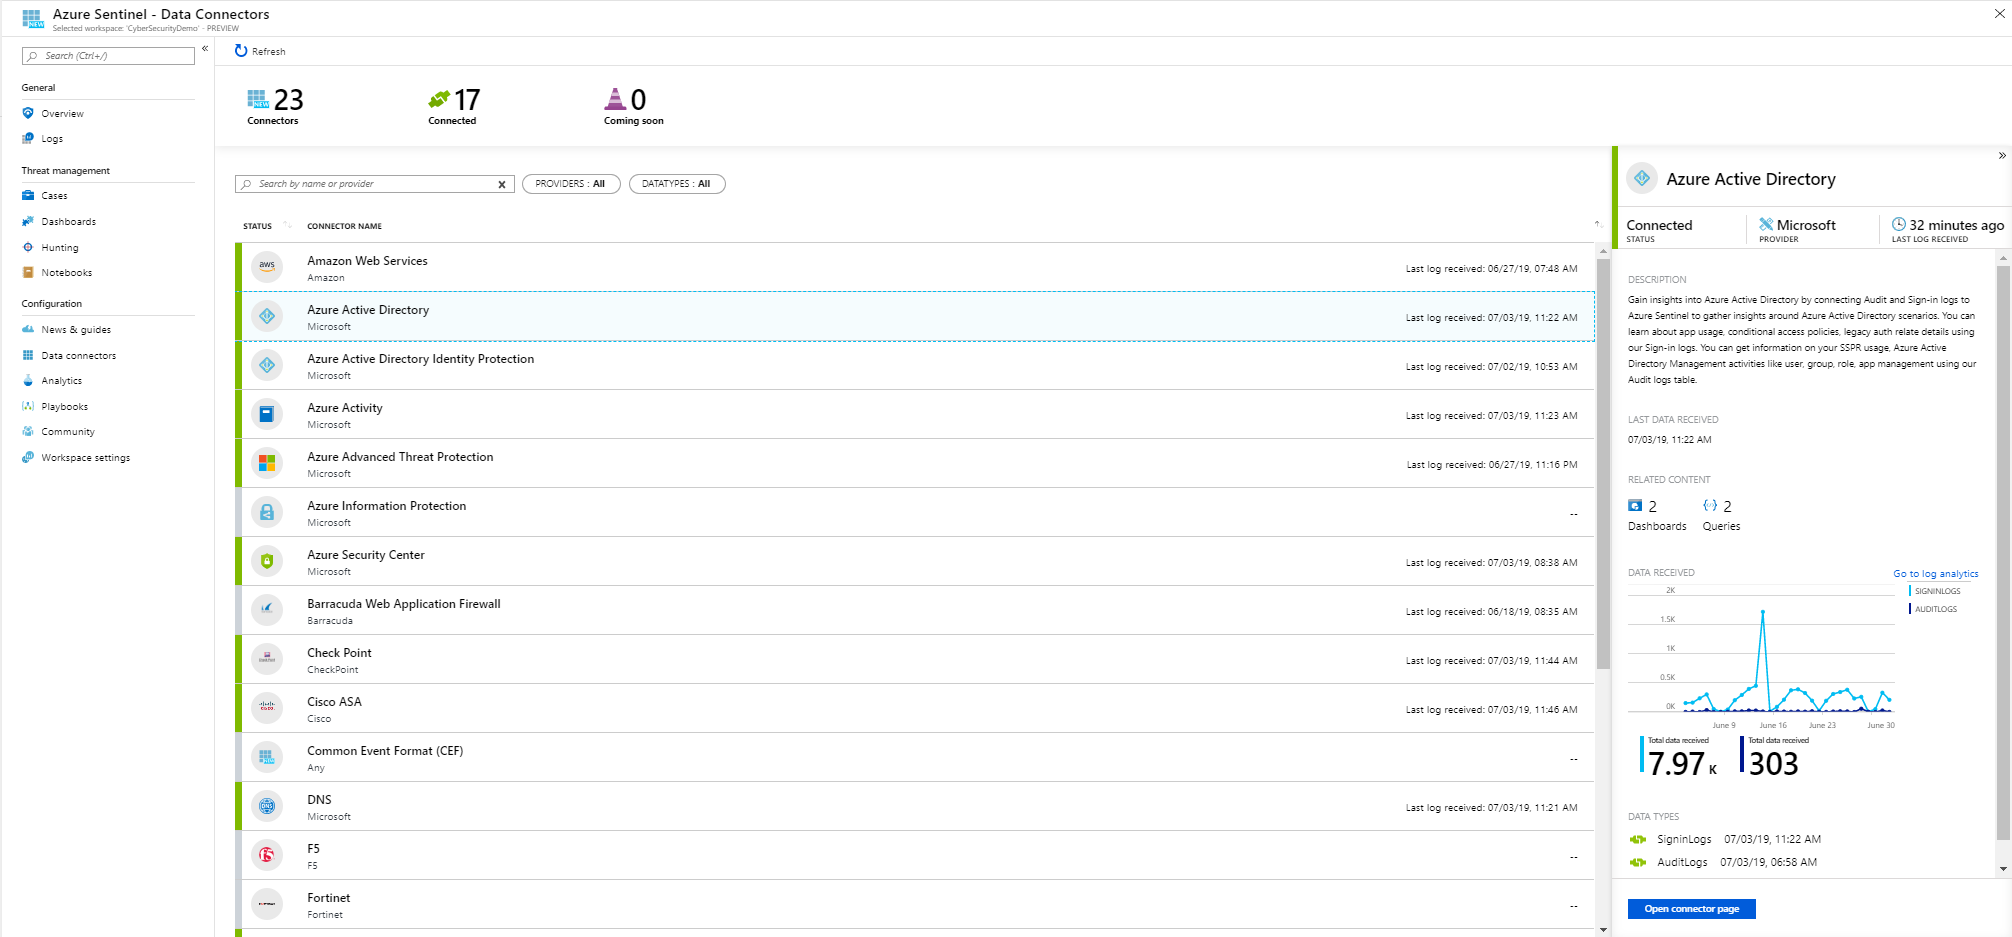 Azure Sentinel - Data Connectors
Selected workspace: 'CyberSecurityDemo' - PREVIEW
Search (Ctrl+/)
«
General
Overview
Logs
Threat management
Cases
Dashboards
Hunting
Notebooks
Configuration
News & guides
Data connectors
Analytics
Playbooks
Community
Workspace settings
Refresh
NEW 23
Connectors
17
Connected
0
Coming soon
Search by name or provider
PROVIDERS : All
DATATYPES : All
STATUS CONNECTOR NAME
aws
Amazon Web Services
Amazon
Last log received: 06/27/19, 07:48 AM
Azure Active Directory
Microsoft
Last log received: 07/03/19, 11:22 AM
Azure Active Directory Identity Protection
Microsoft
Last log received: 07/02/19, 10:53 AM
Azure Activity
Microsoft
Last log received: 07/03/19, 11:23 AM
Azure Advanced Threat Protection
Microsoft
Last log received: 06/27/19, 11:16 PM
Azure Information Protection
Microsoft
--
Azure Security Center
Microsoft
Last log received: 07/03/19, 08:38 AM
Barracuda Web Application Firewall
Barracuda
Last log received: 06/18/19, 08:35 AM
Check Point
CheckPoint
Last log received: 07/03/19, 11:44 AM
Cisco ASA
Cisco
Last log received: 07/03/19, 11:46 AM
Common Event Format (CEF)
Any
--
DNS
DNS
Microsoft
Last log received: 07/03/19, 11:21 AM
F5
F5
--
Fortinet
Fortinet
--
»
Azure Active Directory
Connected
STATUS
Microsoft
PROVIDER
32 minutes ago
LAST LOG RECEIVED
DESCRIPTION
Gain insights into Azure Active Directory by connecting Audit and Sign-in logs to
Azure Sentinel to gather insights around Azure Active Directory scenarios. You can
learn about app usage, conditional access policies, legacy auth relate details using
our Sign-in logs. You can get information on your SSPR usage, Azure Active
Directory Management activities like user, group, role, app management using our
Audit logs table.
LAST DATA RECEIVED
07/03/19, 11:22 AM
RELATED CONTENT
2
Dashboards
2
Queries
DATA RECEIVED
Go to log analytics
2K
1.5K
1K
0.5K
0K
June 9 June 16 June 23 June 30
SIGNINLOGS
AUDITLOGS
Total data received
7.97 K
Total data received
303
DATA TYPES
SigninLogs 07/03/19, 11:22 AM
AuditLogs 07/03/19, 06:58 AM
Open connector page